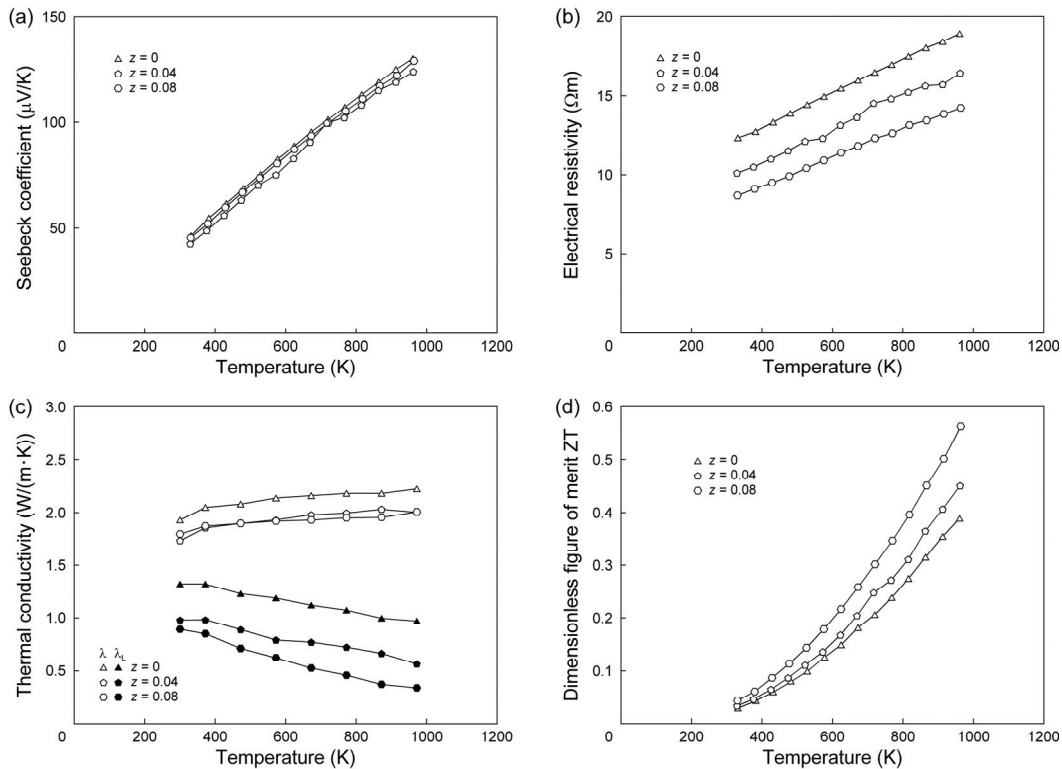 (a)
150
100
50
0
200
400
600
800
1000
1200
Seebeck coefficient (μV/K)
Temperature (K)
z = 0
z = 0.04
z = 0.08
(b)
20
15
10
5
0
200
400
600
800
1000
1200
Electrical resistivity (Ωm)
Temperature (K)
z = 0
z = 0.04
z = 0.08
(c)
3.0
2.5
2.0
1.5
1.0
0.5
0
200
400
600
800
1000
1200
Thermal conductivity (W/(m·K))
Temperature (K)
λ λL
z = 0
z = 0.04
z = 0.08
(d)
0.6
0.5
0.4
0.3
0.2
0.1
0
200
400
600
800
1000
1200
Dimensionless figure of merit ZT
Temperature (K)
z = 0
z = 0.04
z = 0.08